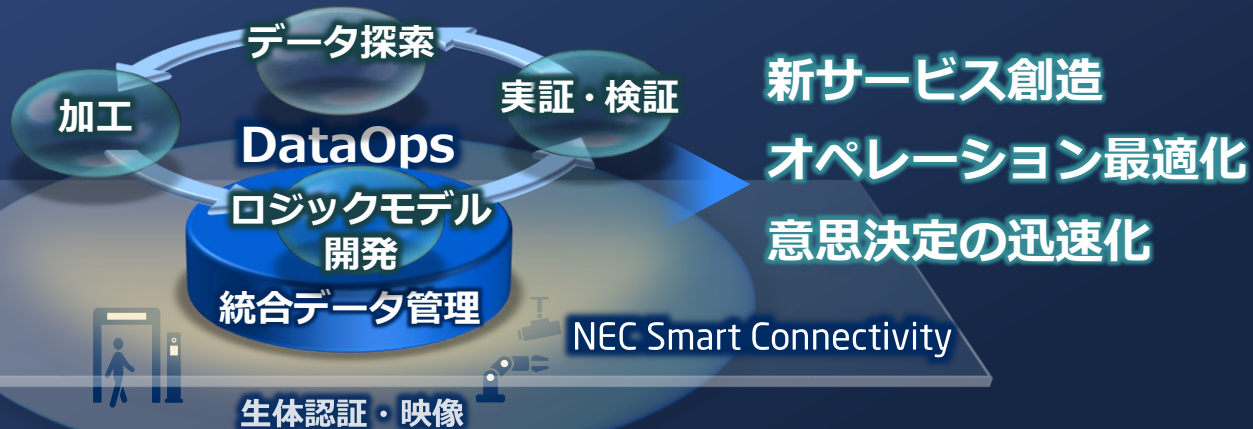 データ探索
加工
実証・検証
DataOps
ロジックモデル
開発
統合データ管理
NEC Smart Connectivity
生体認証・映像
新サービス創造
オペレーション最適化
意思決定の迅速化